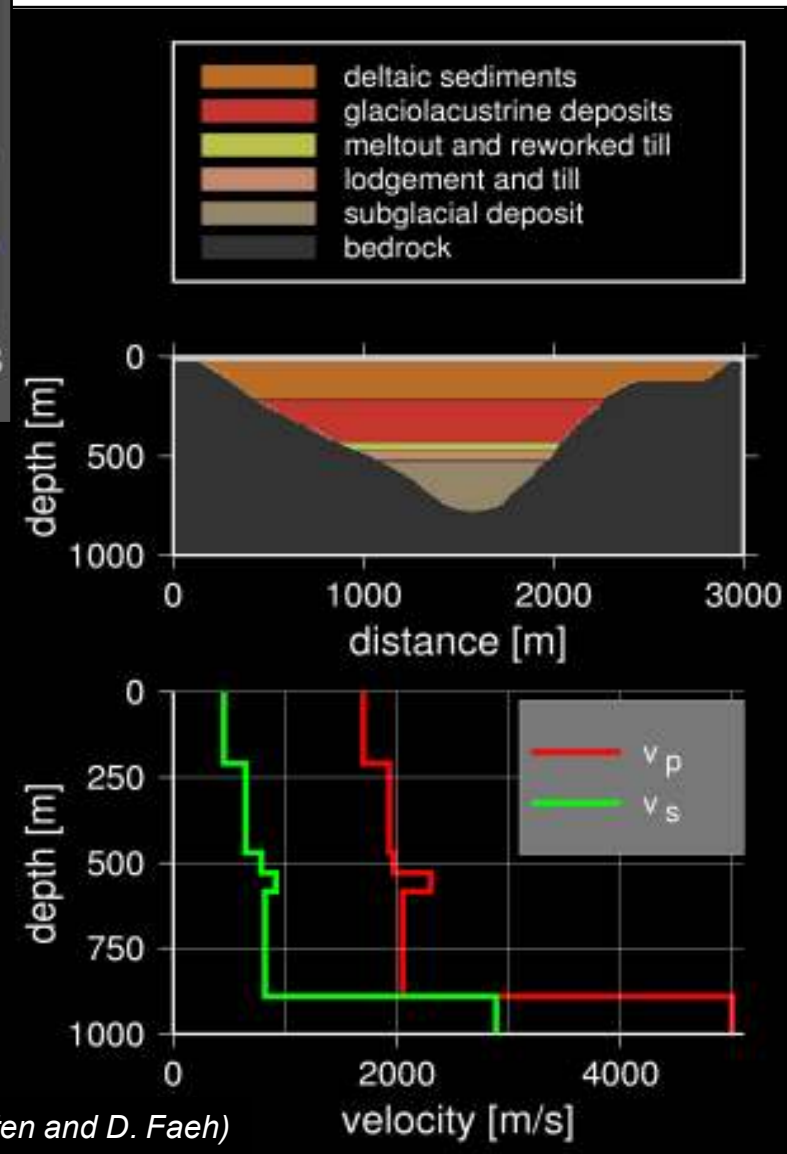 deltaic sediments
glaciolacustrine deposits
meltout and reworked till
lodgement and till
subglacial deposit
bedrock
0
500
1000
depth [m]
0 1000 2000 3000
distance [m]
0
250
500
750
1000
depth [m]
v p
v s
0 2000 4000
velocity [m/s]
and D. Faeh)